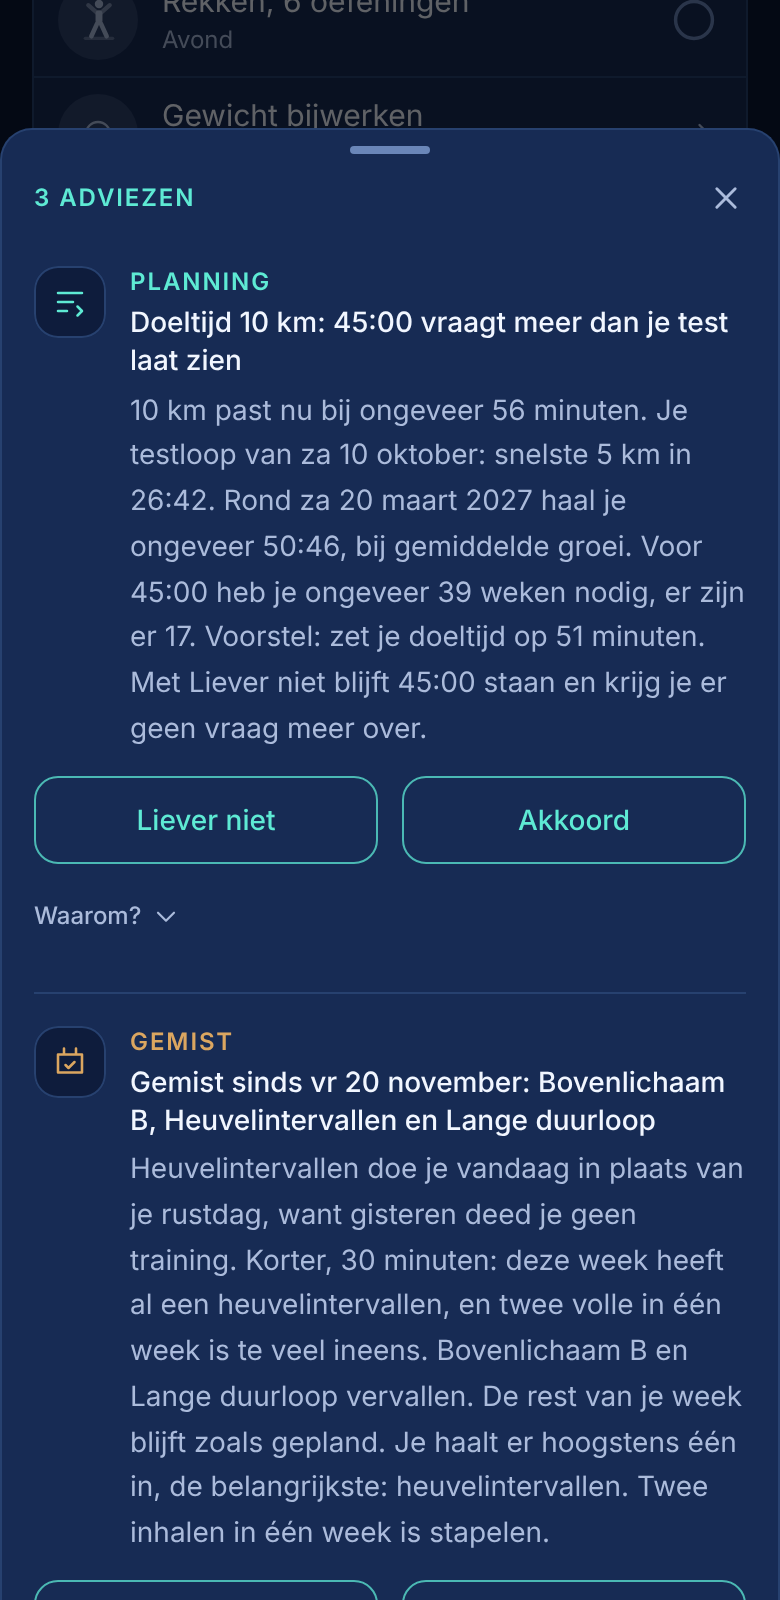 Rekken, 6 oefeningen
Avond
Gewicht bijwerken
3 ADVIEZEN
PLANNING
Doeltijd 10 km: 45:00 vraagt meer dan je test
laat zien
10 km past nu bij ongeveer 56 minuten. Je
testloop van za 10 oktober: snelste 5 km in
26:42. Rond za 20 maart 2027 haal je
ongeveer 50:46, bij gemiddelde groei. Voor
45:00 heb je ongeveer 39 weken nodig, er zijn
er 17. Voorstel: zet je doeltijd op 51 minuten.
Met Liever niet blijft 45:00 staan en krijg je er
geen vraag meer over.
Liever niet
Akkoord
Waarom?
GEMIST
Gemist sinds vr 20 november: Bovenlichaam
B, Heuvelintervallen en Lange duurloop
Heuvelintervallen doe je vandaag in plaats van
je rustdag, want gisteren deed je geen
training. Korter, 30 minuten: deze week heeft
al een heuvelintervallen, en twee volle in één
week is te veel ineens. Bovenlichaam B en
Lange duurloop vervallen. De rest van je week
blijft zoals gepland. Je haalt er hoogstens één
in, de belangrijkste: heuvelintervallen. Twee
inhalen in één week is stapelen.